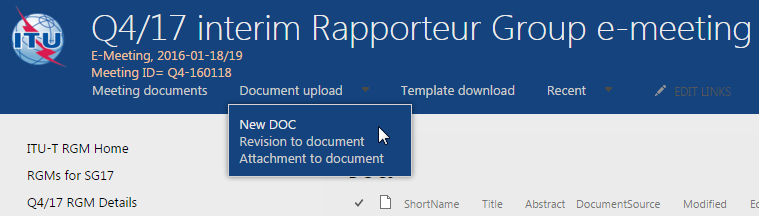 Q4/17 interim Rapporteur Group e-meeting
E-Meeting, 2016-01-18/19
Meeting ID= Q4-160118
Meeting documents Document upload Template download Recent EDIT LINKS
New DOC
Revision to document
Attachment to document
ITU-T RGM Home
RGMs for SG17
Q4/17 RGM Details
ShortName Title Abstract DocumentSource Modified Ed
ITU